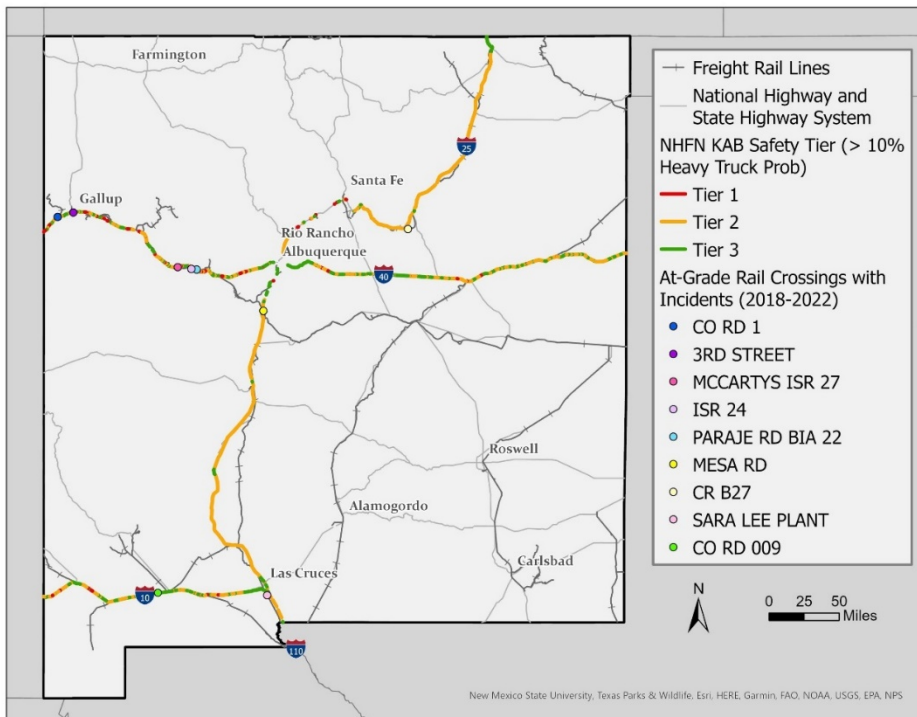 Farmington
Freight Rail Lines
National Highway and
State Highway System
NHFN KAB Safety Tier (> 10%
Heavy Truck Prob)
Tier 1
Tier 2
Tier 3
At-Grade Rail Crossings with
Incidents (2018-2022)
CO RD 1
3RD STREET
MCCARTYS ISR 27
ISR 24
PARAJE RD BIA 22
MESA RD
CR B27
SARA LEE PLANT
CO RD 009
25
Santa Fe
Gallup
Rio Rancho
Albuquerque
40
Roswell
Alamogordo
Carlsbad
Las Cruces
10
110
N
0 25 50
Miles
New Mexico State University, Texas Parks & Wildlife, Esri, HERE, Garmin, FAO, NOAA, USGS, EPA, NPS